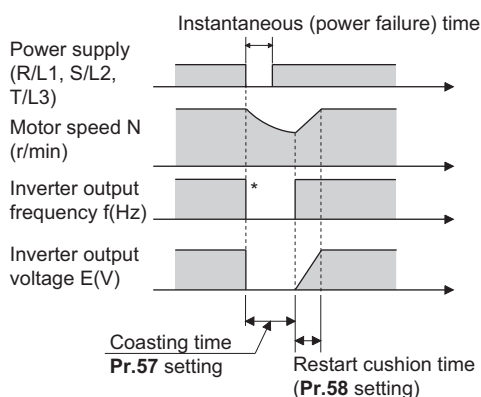 Instantaneous (power failure) time
Power supply
(R/L1, S/L2,
T/L3)
Motor speed N
(r/min)
Inverter output
frequency f(Hz)
*
Inverter output
voltage E(V)
Coasting time
Pr.57 setting
Restart cushion time
(Pr.58 setting)